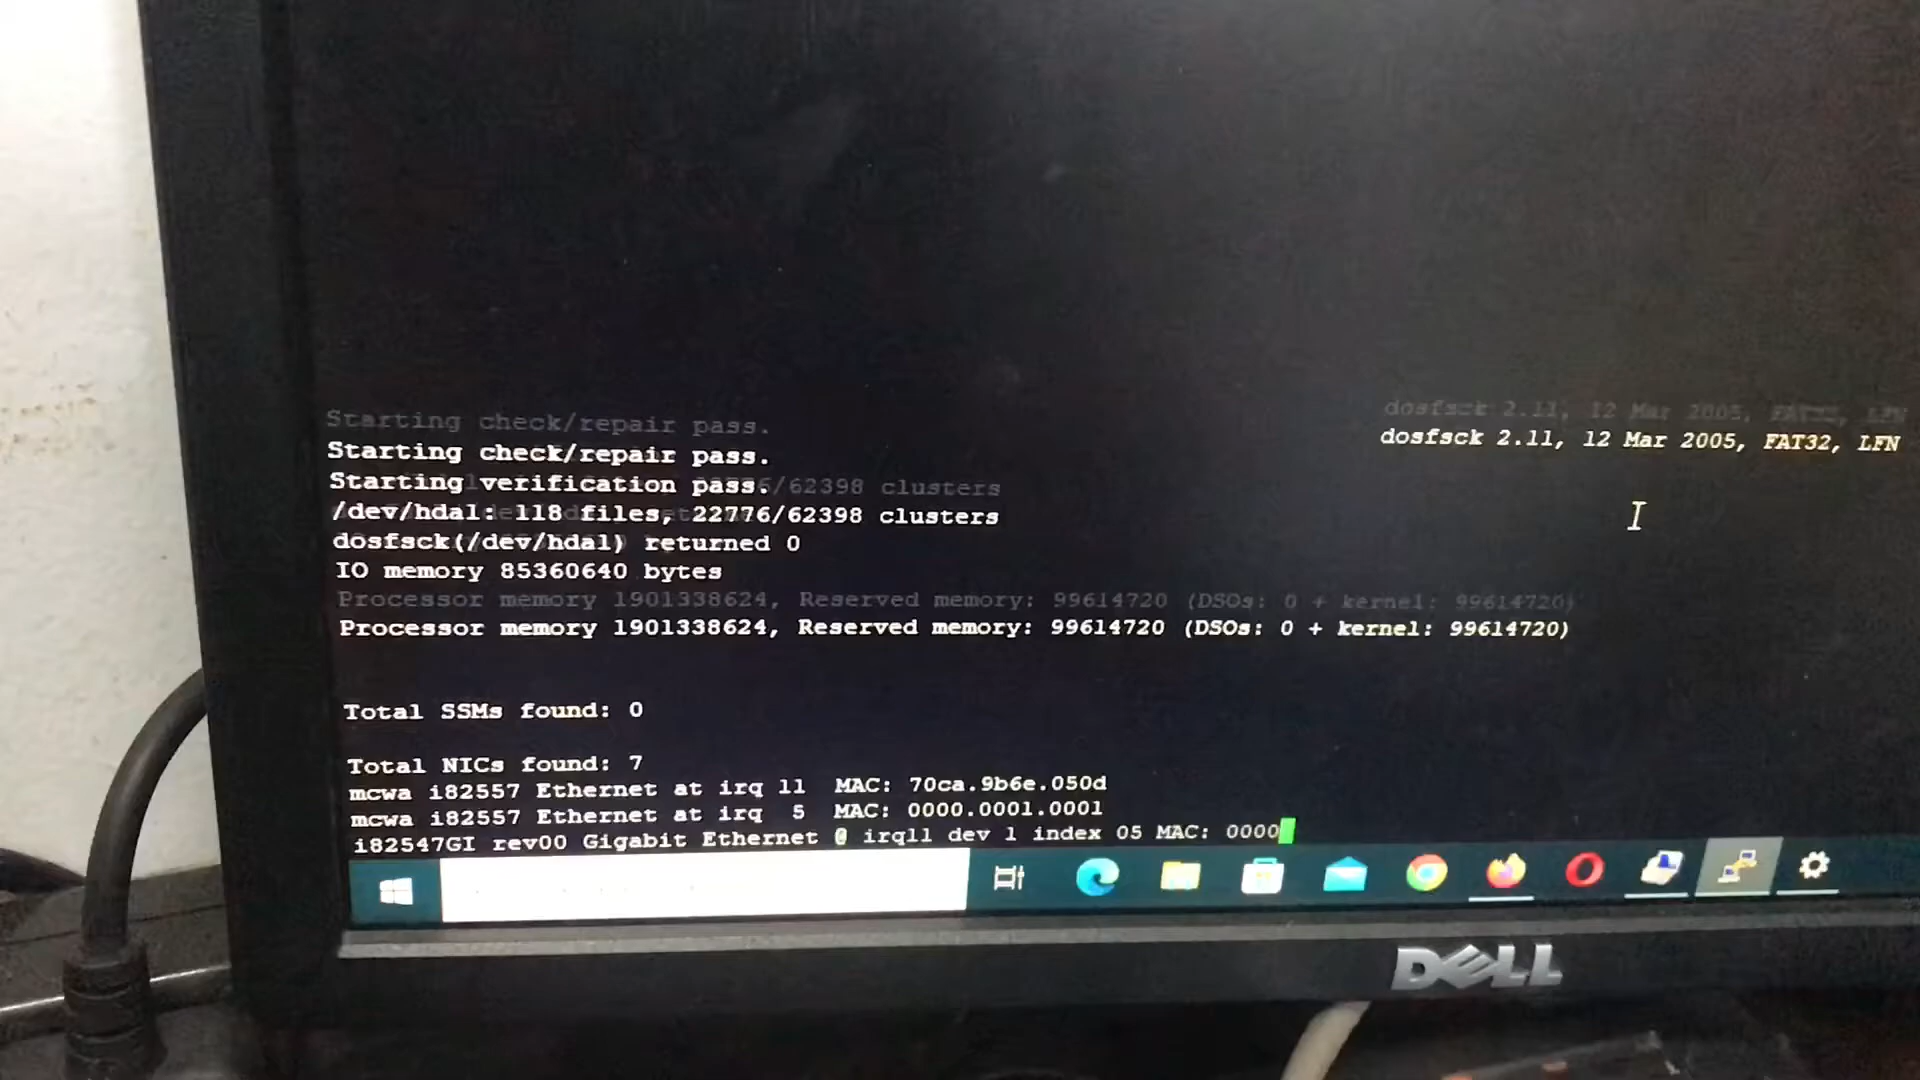 Starting check/repair pass.
dosfsck 2.11, 12 Mar 2005, FAT32, LFN
Starting check/repair pass.
dosfsck 2.11, 12 Mar 2005, FAT32, LFN
Starting verification pass.
/62398 clusters
/dev/hda1: 118 files, 22776/62398 clusters
dosfsck(/dev/hda1) returned 0
IO memory 85360640 bytes
Processor memory 1901338624, Reserved memory: 99614720 (DSOs: 0 + kernel: 99614720)
Processor memory 1901338624, Reserved memory: 99614720 (DSOs: 0 + kernel: 99614720)
Total SSMs found: 0
Total NICs found: 7
mcwa i82557 Ethernet at irq 11 MAC: 70ca.9b6e.050d
mcwa i82557 Ethernet at irq 5 MAC: 0000.0001.0001
i82547GI rev00 Gigabit Ethernet @ irq11 dev 1 index 05 MAC: 0000
DELL